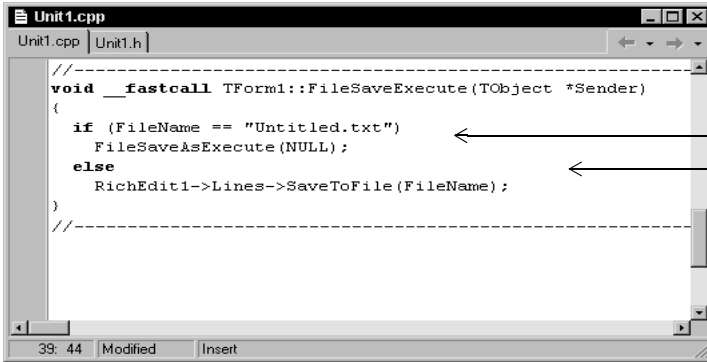 Unit1.cpp
Unit1.cpp Unit1.h
//-----------------------------------------------------------
void __fastcall TForm1::FileSaveExecute(TObject *Sender)
{
  if (FileName == "Untitled.txt")
    FileSaveAsExecute(NULL);
  else
    RichEdit1->Lines->SaveToFile(FileName);
}
//-----------------------------------------------------------
39: 44 Modified Insert